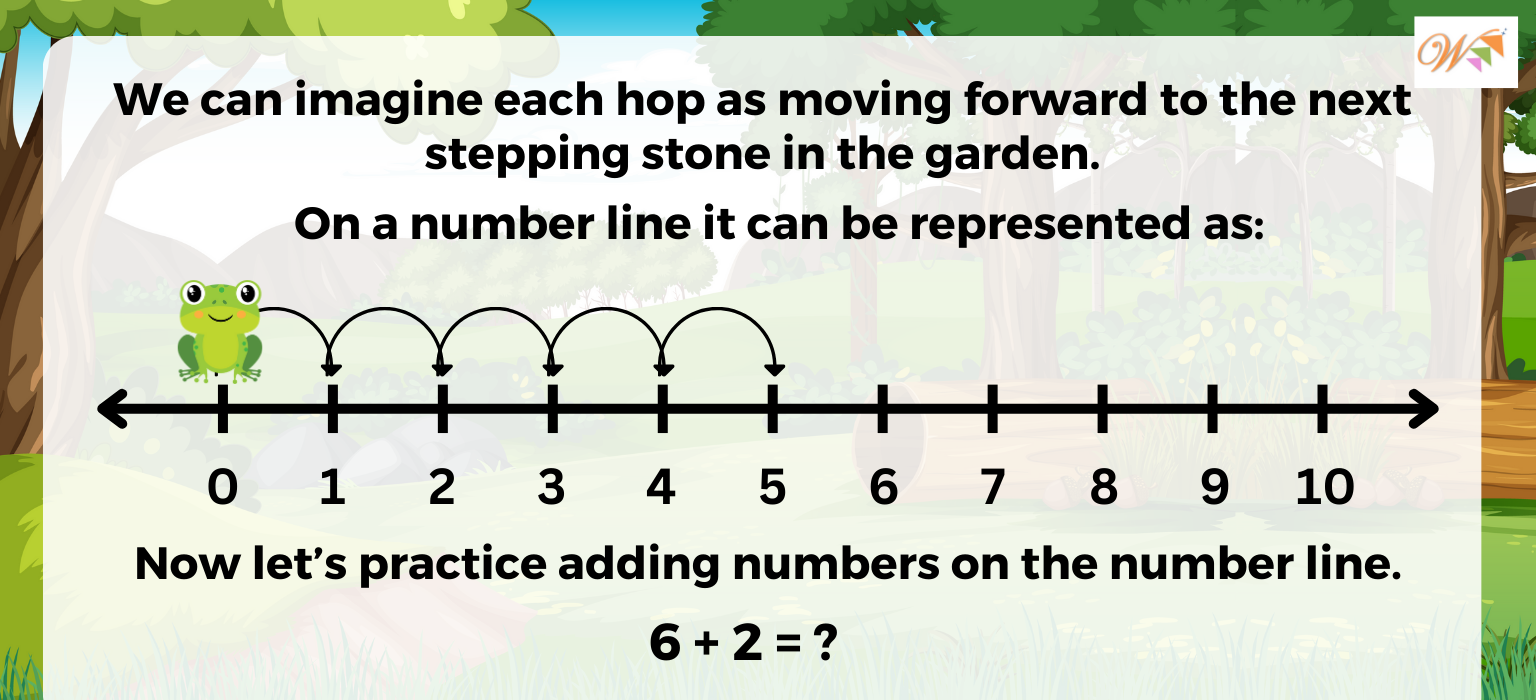 We can imagine each hop as moving forward to the next
stepping stone in the garden.
On a number line it can be represented as:
0 1 2 3 4 5 6 7 8 9 10
Now let’s practice adding numbers on the number line.
6 + 2 = ?